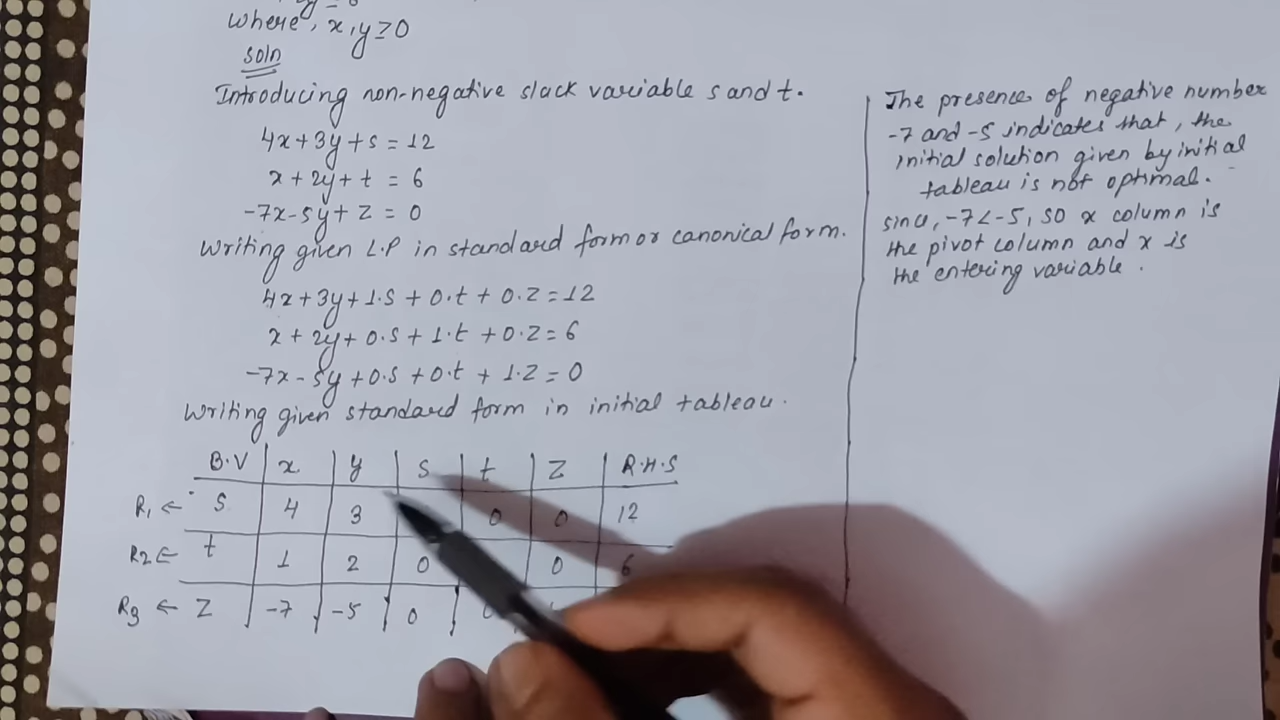 where, x,y≥0
soln
Introducing non-negative slack variable s and t.
4x+3y+s=12
x+2y+t=6
-7x-5y+z=0
Writing given L.P in standard form or canonical form.
4x+3y+1.s+0.t+0.z=12
x+2y+0.s+1.t+0.z=6
-7x-5y+0.s+0.t+1.z=0
Writing given standard form in initial tableau.
B.V x y s t z R.H.S
R1← s 4 3 0 0 12
R2← t 1 2 0 0 6
R3← z -7 -5 0
The presence of negative number
-7 and -5 indicates that, the
initial solution given by initial
tableau is not optimal.
since, -7<-5, so x column is
the pivot column and x is
the entering variable.